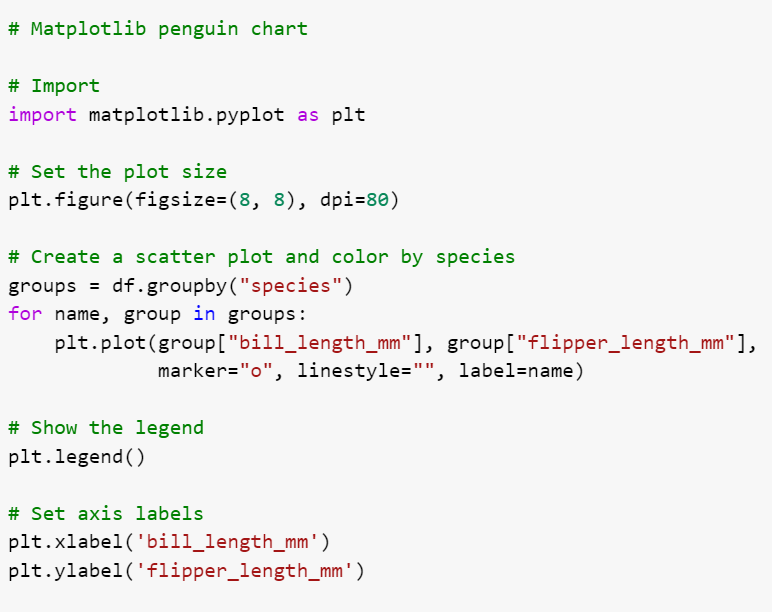 # Matplotlib penguin chart
# Import
import matplotlib.pyplot as plt
# Set the plot size
plt.figure(figsize=(8, 8), dpi=80)
# Create a scatter plot and color by species
groups = df.groupby("species")
for name, group in groups:
    plt.plot(group["bill_length_mm"], group["flipper_length_mm"],
             marker="o", linestyle="", label=name)
# Show the legend
plt.legend()
# Set axis labels
plt.xlabel('bill_length_mm')
plt.ylabel('flipper_length_mm')